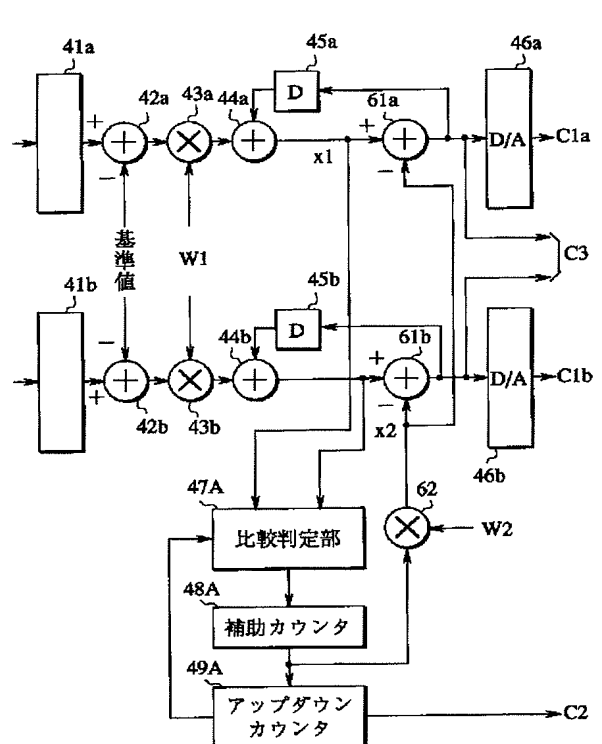 41a
42a
43a
44a
45a
D
61a
46a
+
+
×
+
x1
+
+
−
D/A
C1a
−
基準値
W1
C3
41b
−
+
+
42b
×
43b
44b
+
45b
D
61b
+
+
−
x2
D/A
C1b
46b
47A
比較判定部
62
×
W2
48A
補助カウンタ
49A
アップダウン
カウンタ
C2